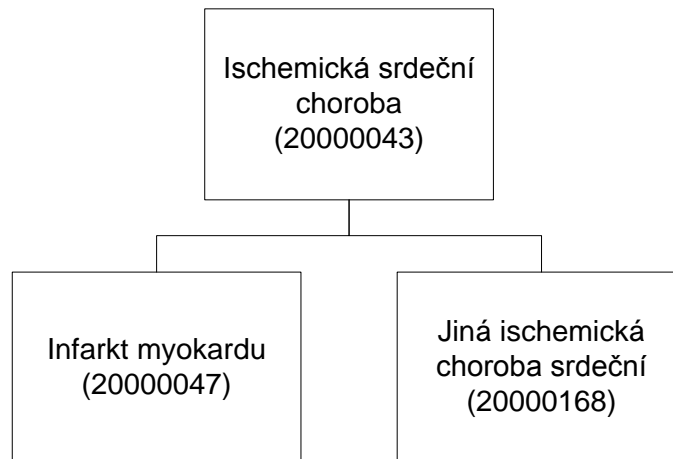 Ischemická srdeční
choroba
(20000043)
Infarkt myokardu
(20000047)
Jiná ischemická
choroba srdeční
(20000168)